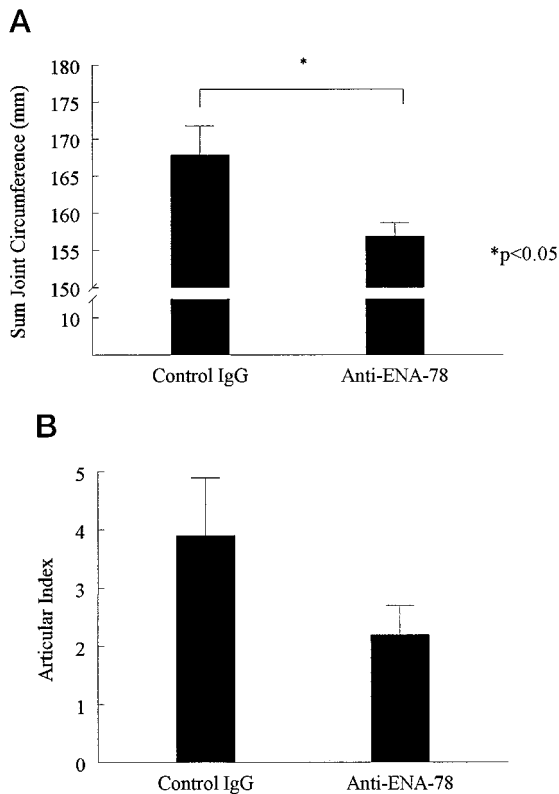 A
180
*
175
170
165
160
155
150
10
Sum Joint Circumference (mm)
*p<0.05
Control IgG Anti-ENA-78
B
5
4
3
2
1
0
Articular Index
Control IgG Anti-ENA-78